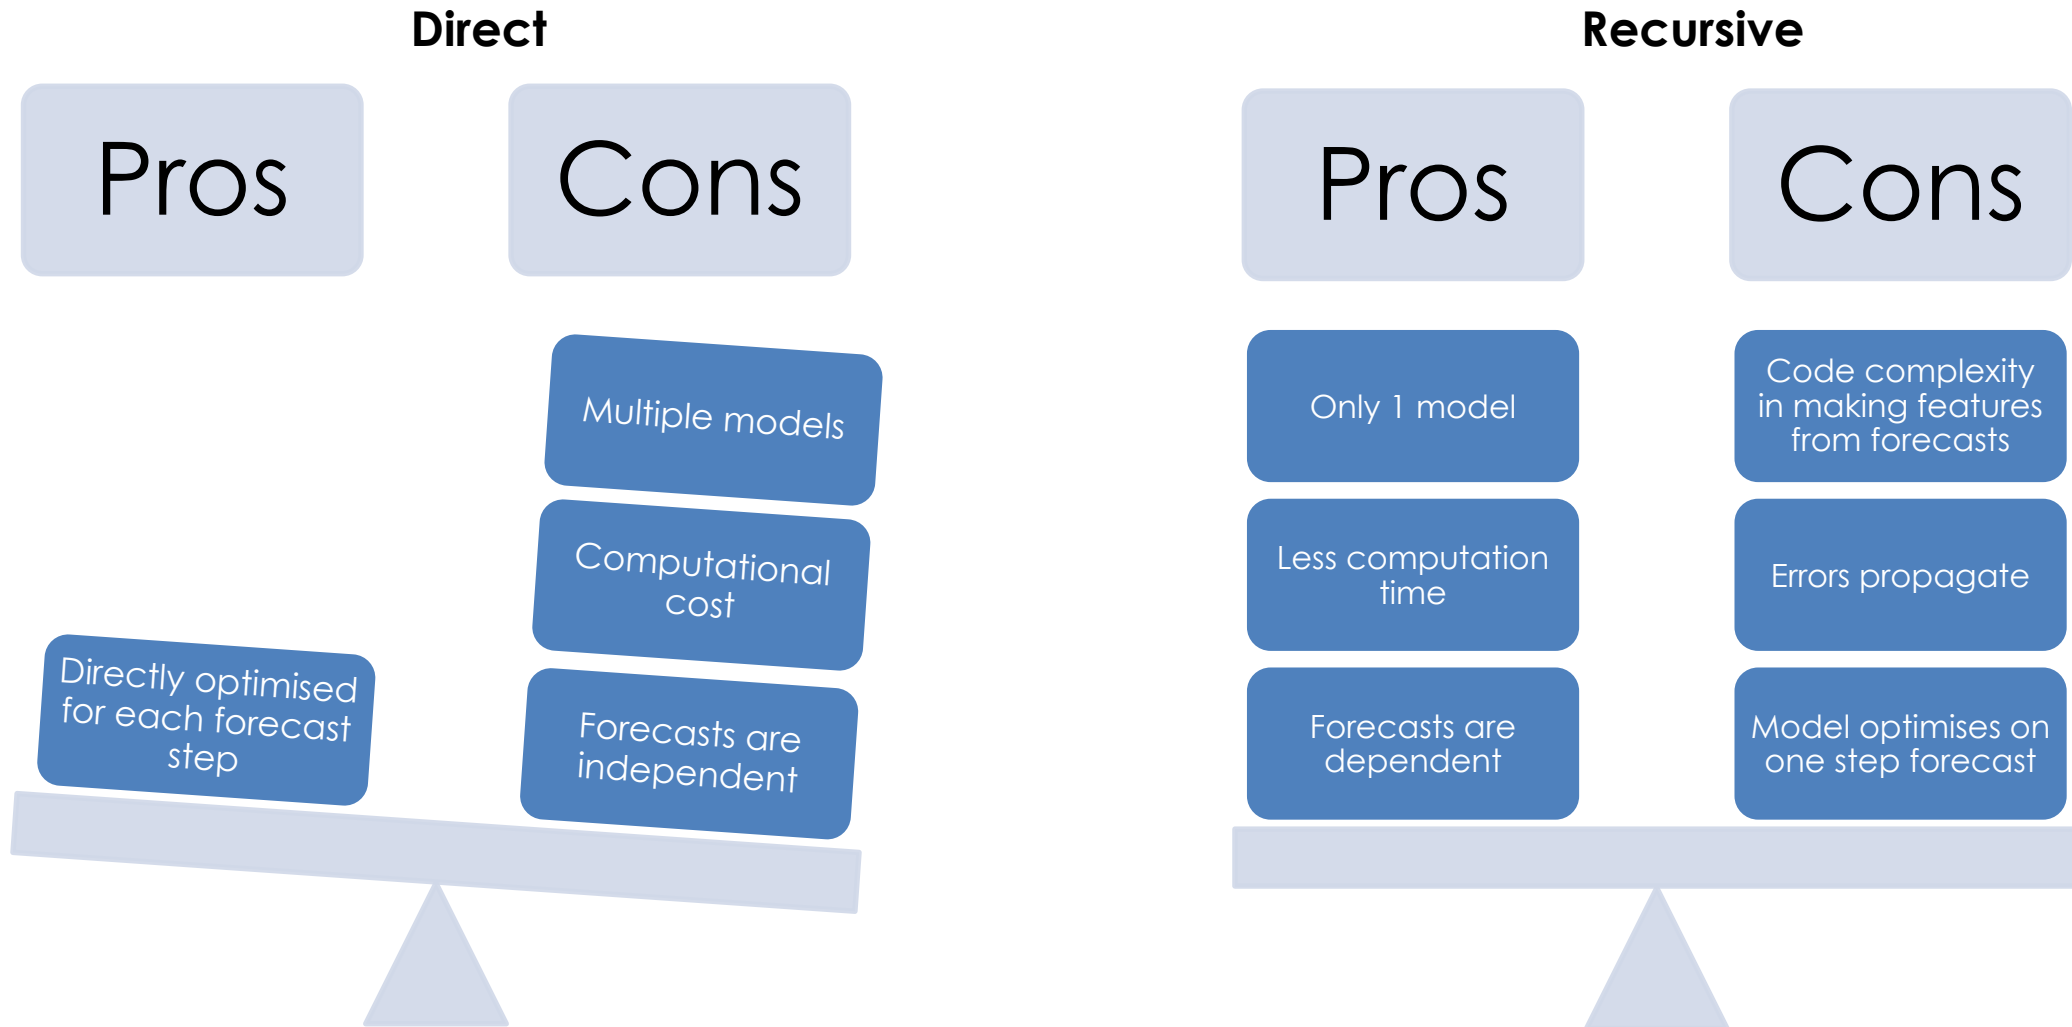 Direct
Pros
Cons
Directly optimised
for each forecast
step
Multiple models
Computational
cost
Forecasts are
independent
Recursive
Pros
Cons
Only 1 model
Less computation
time
Forecasts are
dependent
Code complexity
in making features
from forecasts
Errors propagate
Model optimises on
one step forecast